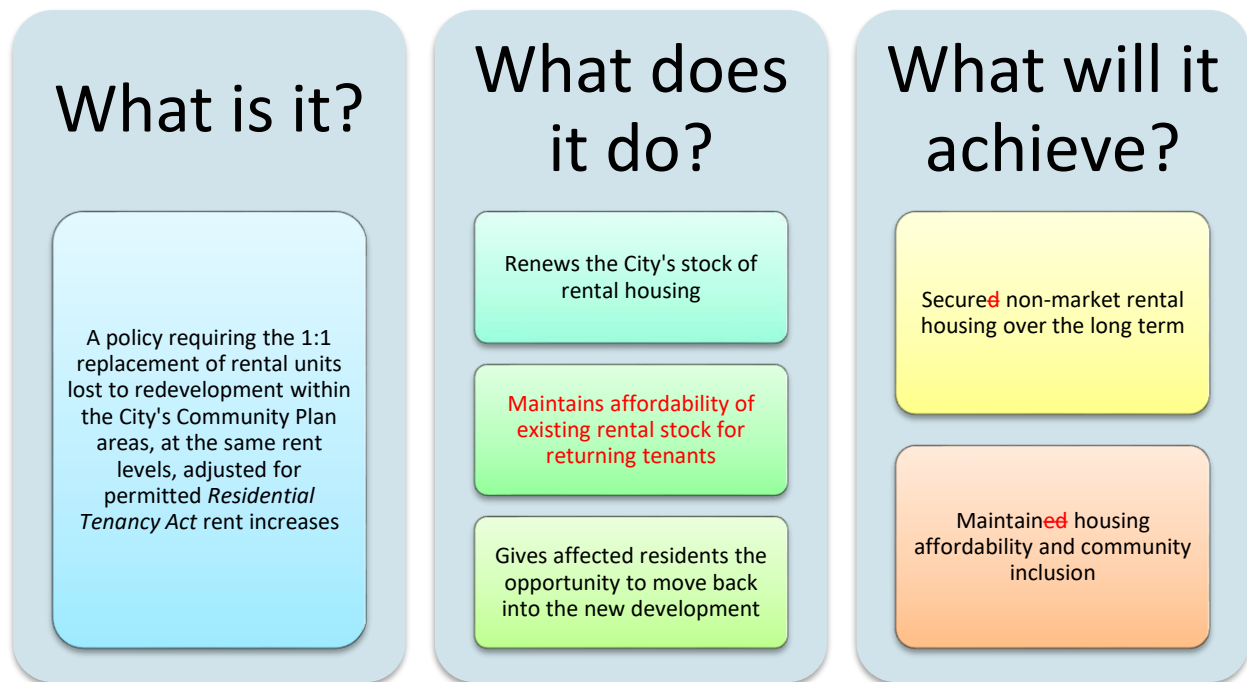 What is it?
A policy requiring the 1:1
replacement of rental units
lost to redevelopment within
the City's Community Plan
areas, at the same rent
levels, adjusted for
permitted Residential
Tenancy Act rent increases
What does
it do?
Renews the City's stock of
rental housing
Maintains affordability of
existing rental stock for
returning tenants
Gives affected residents the
opportunity to move back
into the new development
What will it
achieve?
Secured non-market rental
housing over the long term
Maintained housing
affordability and community
inclusion